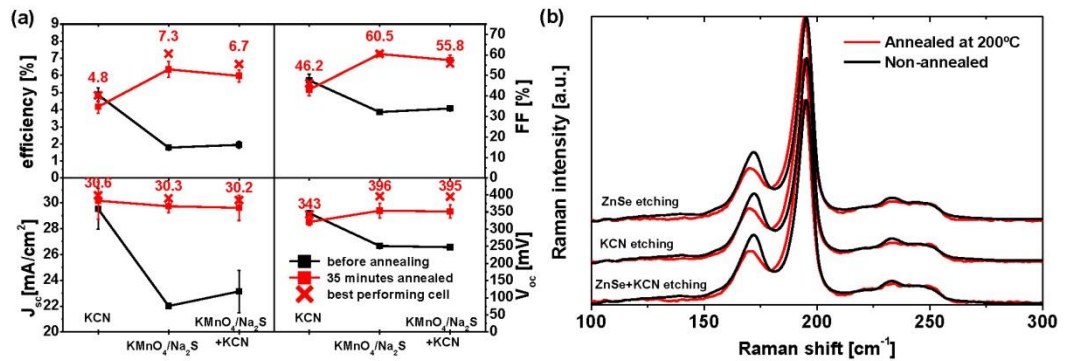 (a)
efficiency [%]
9
8
7
6
5
4
3
2
1
0
4.8
7.3
6.7
46.2
60.5
55.8
70
60
50
40
30
20
10
0
FF [%]
J_sc [mA/cm²]
30
28
26
24
22
20
30.6
30.3
30.2
343
396
395
400
350
300
250
200
150
100
50
0
V_oc [mV]
before annealing
35 minutes annealed
best performing cell
KCN
KMnO₄/Na₂S
KMnO₄/Na₂S
+KCN
KCN
KMnO₄/Na₂S
KMnO₄/Na₂S
+KCN
(b)
Raman intensity [a.u.]
Annealed at 200ºC
Non-annealed
ZnSe etching
KCN etching
ZnSe+KCN etching
100
150
200
250
300
Raman shift [cm⁻¹]